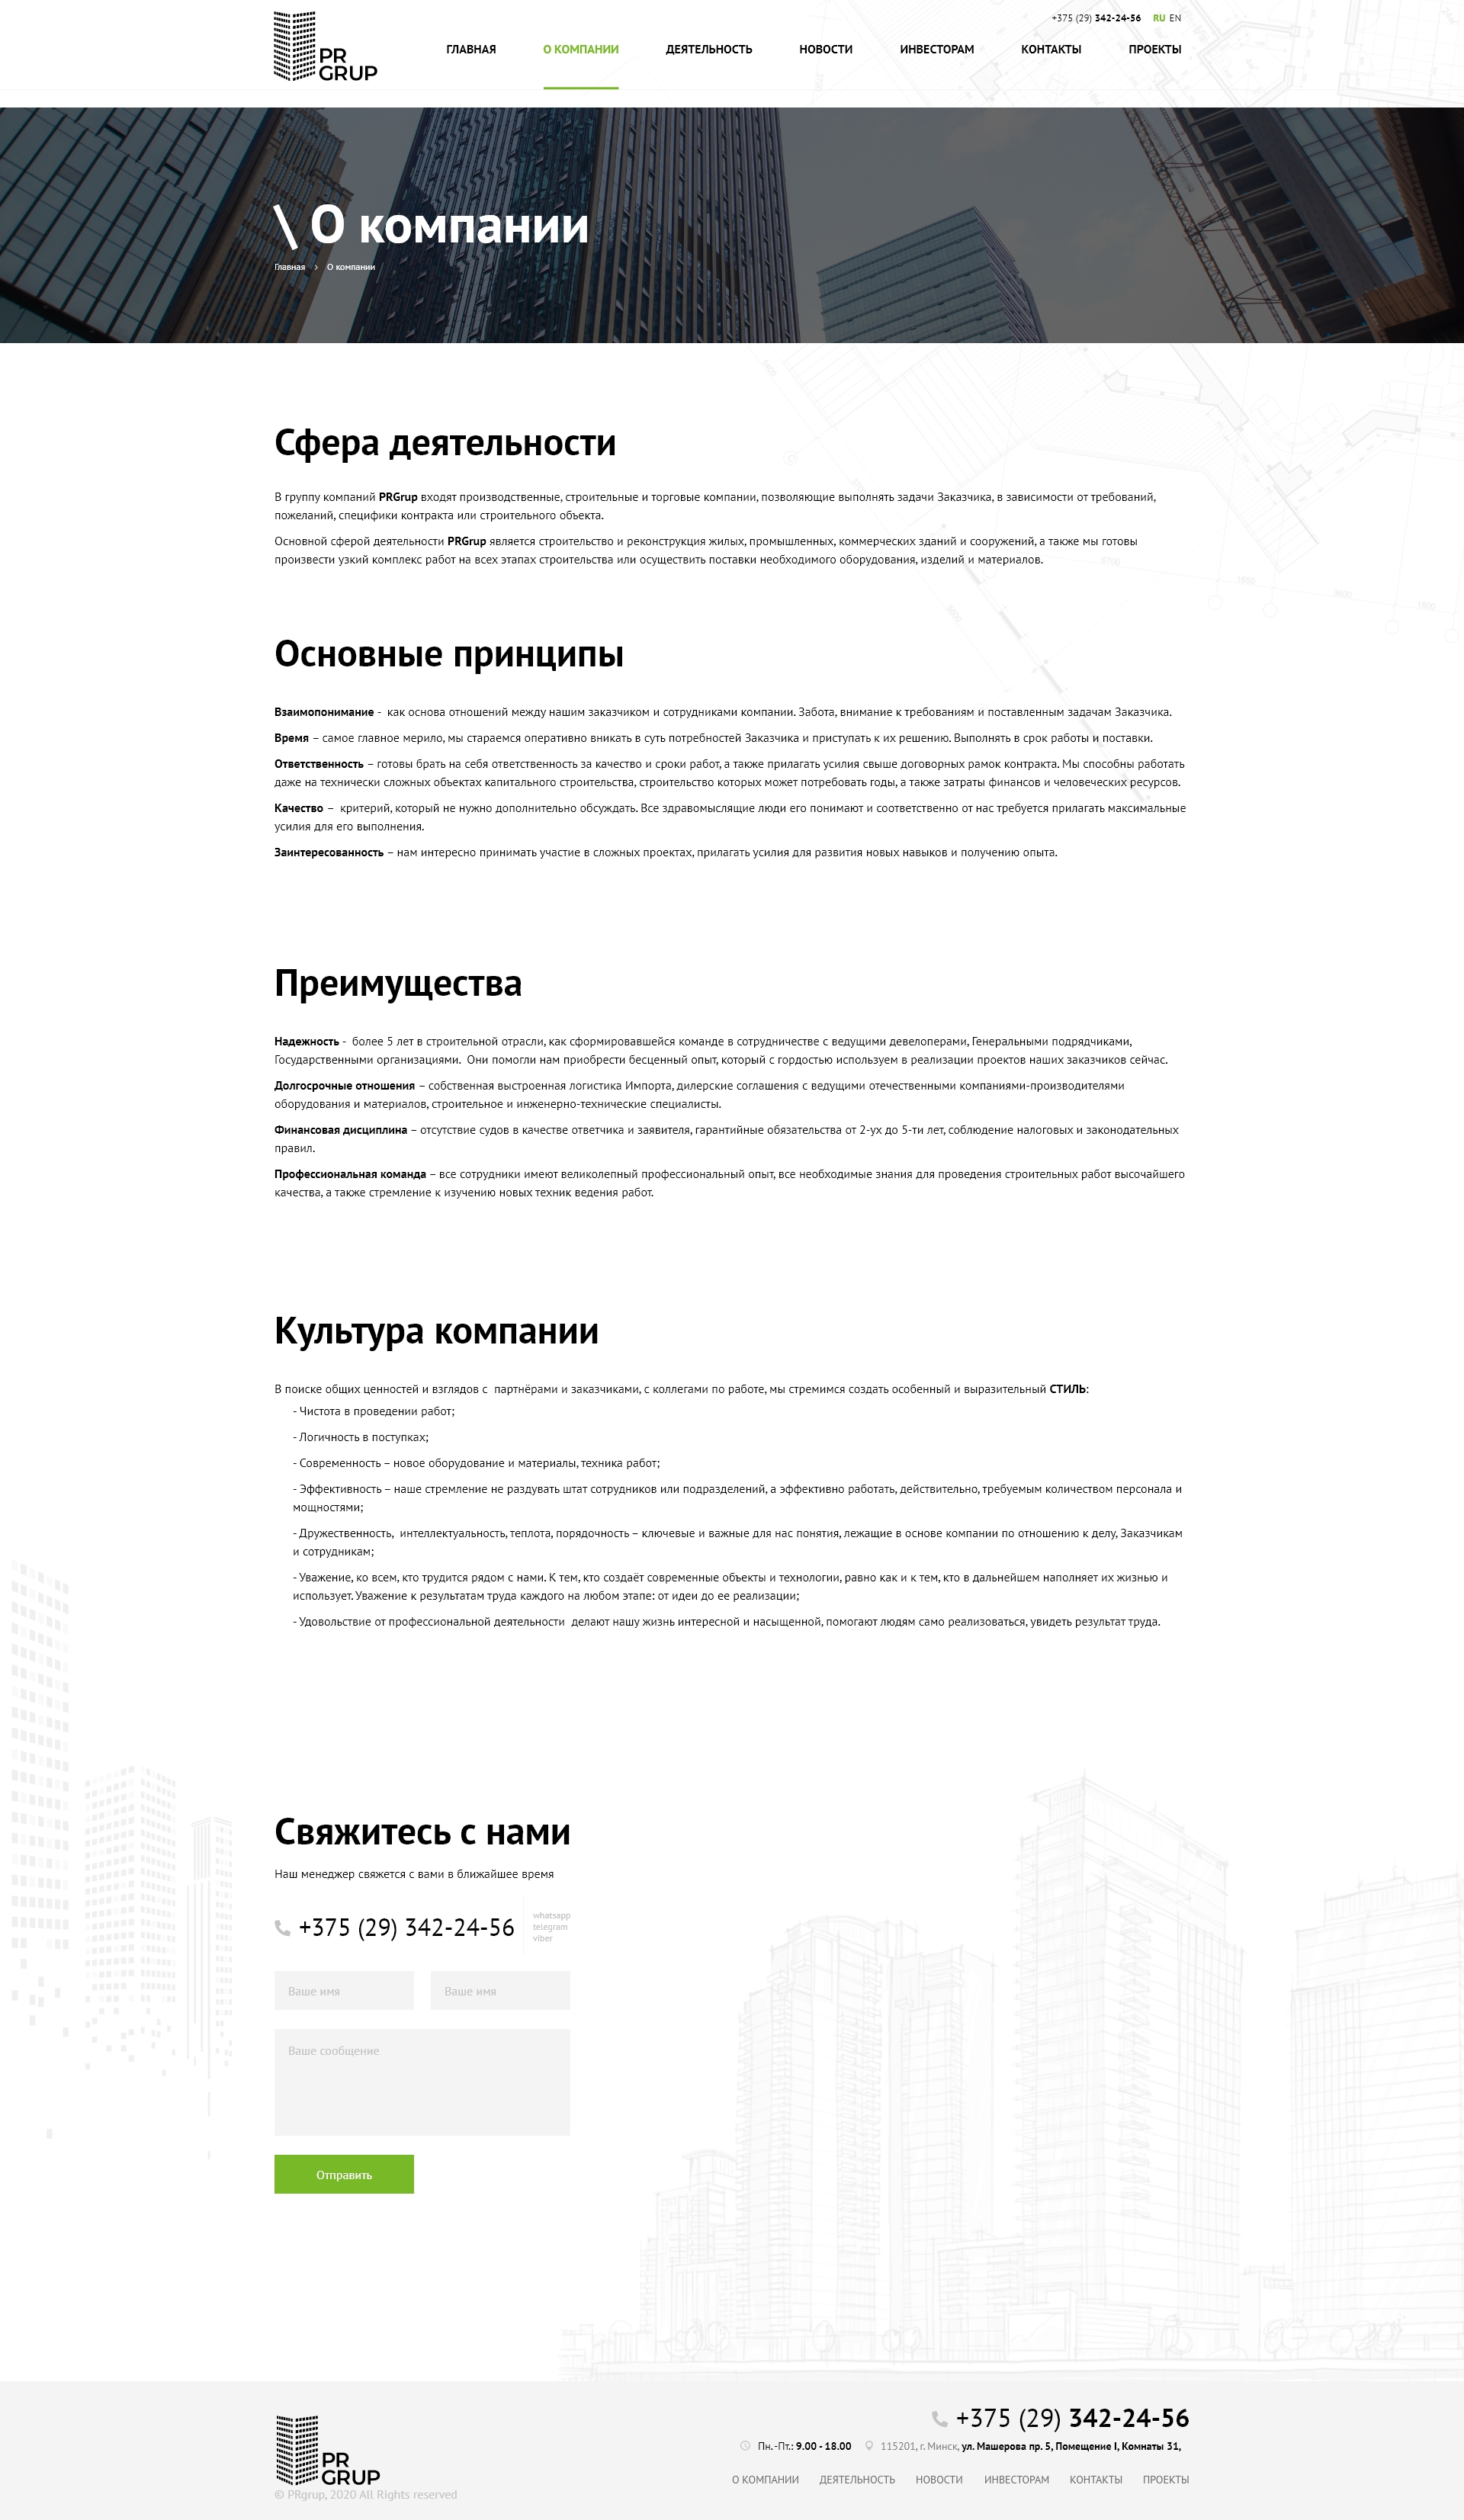 +375 (29) 342-24-56 RU EN
PR
GRUP
ГЛАВНАЯ О КОМПАНИИ ДЕЯТЕЛЬНОСТЬ НОВОСТИ ИНВЕСТОРАМ КОНТАКТЫ ПРОЕКТЫ
\ О компании
Главная › О компании
Сфера деятельности
В группу компаний PRGrup входят производственные, строительные и торговые компании, позволяющие выполнять задачи Заказчика, в зависимости от требований,
пожеланий, специфики контракта или строительного объекта.
Основной сферой деятельности PRGrup является строительство и реконструкция жилых, промышленных, коммерческих зданий и сооружений, а также мы готовы
произвести узкий комплекс работ на всех этапах строительства или осуществить поставки необходимого оборудования, изделий и материалов.
Основные принципы
Взаимопонимание - как основа отношений между нашим заказчиком и сотрудниками компании. Забота, внимание к требованиям и поставленным задачам Заказчика.
Время – самое главное мерило, мы стараемся оперативно вникать в суть потребностей Заказчика и приступать к их решению. Выполнять в срок работы и поставки.
Ответственность – готовы брать на себя ответственность за качество и сроки работ, а также прилагать усилия свыше договорных рамок контракта. Мы способны работать
даже на технически сложных объектах капитального строительства, строительство которых может потребовать годы, а также затраты финансов и человеческих ресурсов.
Качество – критерий, который не нужно дополнительно обсуждать. Все здравомыслящие люди его понимают и соответственно от нас требуется прилагать максимальные
усилия для его выполнения.
Заинтересованность – нам интересно принимать участие в сложных проектах, прилагать усилия для развития новых навыков и получению опыта.
Преимущества
Надежность - более 5 лет в строительной отрасли, как сформировавшейся команде в сотрудничестве с ведущими девелоперами, Генеральными подрядчиками,
Государственными организациями. Они помогли нам приобрести бесценный опыт, который с гордостью используем в реализации проектов наших заказчиков сейчас.
Долгосрочные отношения – собственная выстроенная логистика Импорта, дилерские соглашения с ведущими отечественными компаниями-производителями
оборудования и материалов, строительное и инженерно-технические специалисты.
Финансовая дисциплина – отсутствие судов в качестве ответчика и заявителя, гарантийные обязательства от 2-ух до 5-ти лет, соблюдение налоговых и законодательных
правил.
Профессиональная команда – все сотрудники имеют великолепный профессиональный опыт, все необходимые знания для проведения строительных работ высочайшего
качества, а также стремление к изучению новых техник ведения работ.
Культура компании
В поиске общих ценностей и взглядов с партнёрами и заказчиками, с коллегами по работе, мы стремимся создать особенный и выразительный СТИЛЬ:
- Чистота в проведении работ;
- Логичность в поступках;
- Современность – новое оборудование и материалы, техника работ;
- Эффективность – наше стремление не раздувать штат сотрудников или подразделений, а эффективно работать, действительно, требуемым количеством персонала и
мощностями;
- Дружественность, интеллектуальность, теплота, порядочность – ключевые и важные для нас понятия, лежащие в основе компании по отношению к делу, Заказчикам
и сотрудникам;
- Уважение, ко всем, кто трудится рядом с нами. К тем, кто создаёт современные объекты и технологии, равно как и к тем, кто в дальнейшем наполняет их жизнью и
использует. Уважение к результатам труда каждого на любом этапе: от идеи до ее реализации;
- Удовольствие от профессиональной деятельности делают нашу жизнь интересной и насыщенной, помогают людям само реализоваться, увидеть результат труда.
Свяжитесь с нами
Наш менеджер свяжется с вами в ближайшее время
+375 (29) 342-24-56
whatsapp
telegram
viber
Ваше имя Ваше имя
Ваше сообщение
Отправить
PR
GRUP
© PRgrup, 2020 All Rights reserved
+375 (29) 342-24-56
Пн.-Пт.: 9.00 - 18.00 115201, г. Минск, ул. Машерова пр. 5, Помещение I, Комнаты 31,
О КОМПАНИИ ДЕЯТЕЛЬНОСТЬ НОВОСТИ ИНВЕСТОРАМ КОНТАКТЫ ПРОЕКТЫ